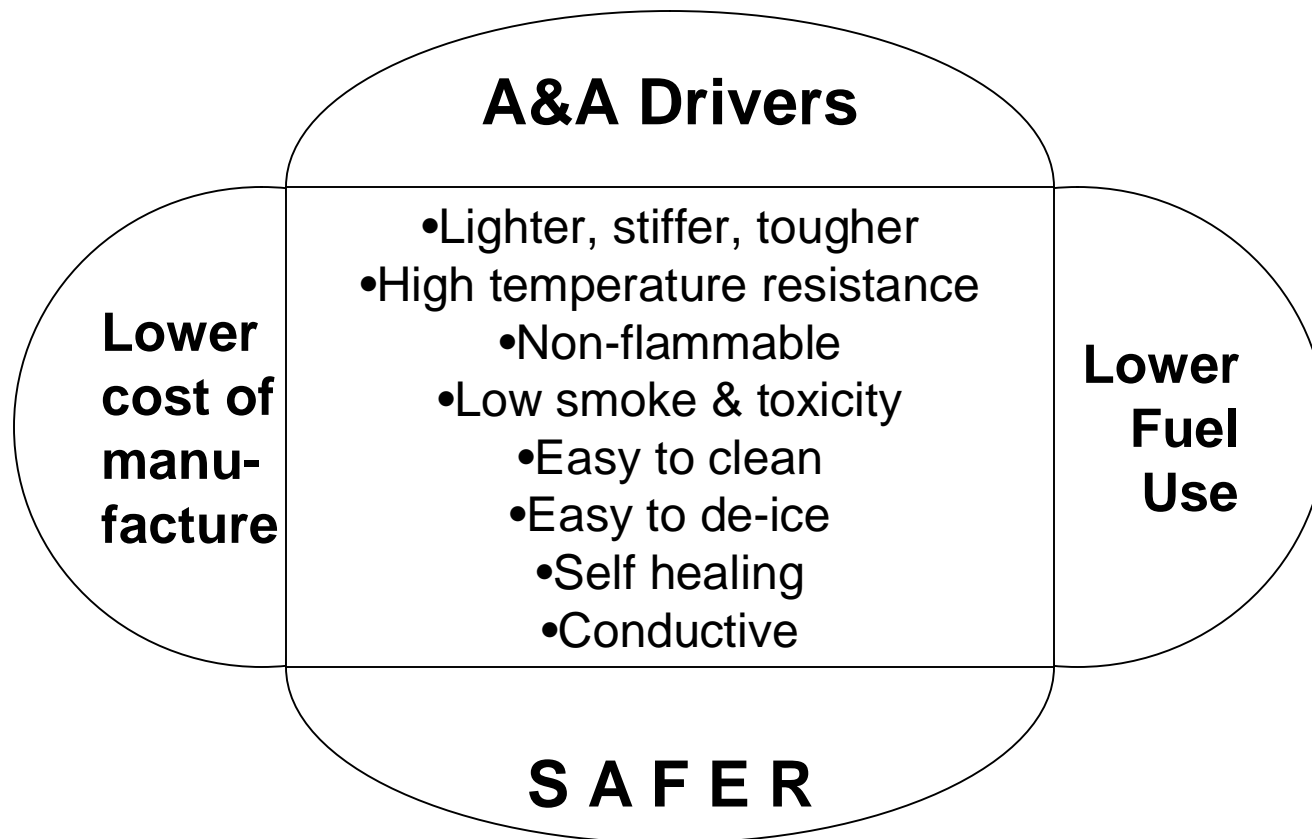 A&A Drivers
Lower
cost of
manu-
facture
•Lighter, stiffer, tougher
•High temperature resistance
•Non-flammable
•Low smoke & toxicity
•Easy to clean
•Easy to de-ice
•Self healing
•Conductive
Lower
Fuel
Use
S A F E R